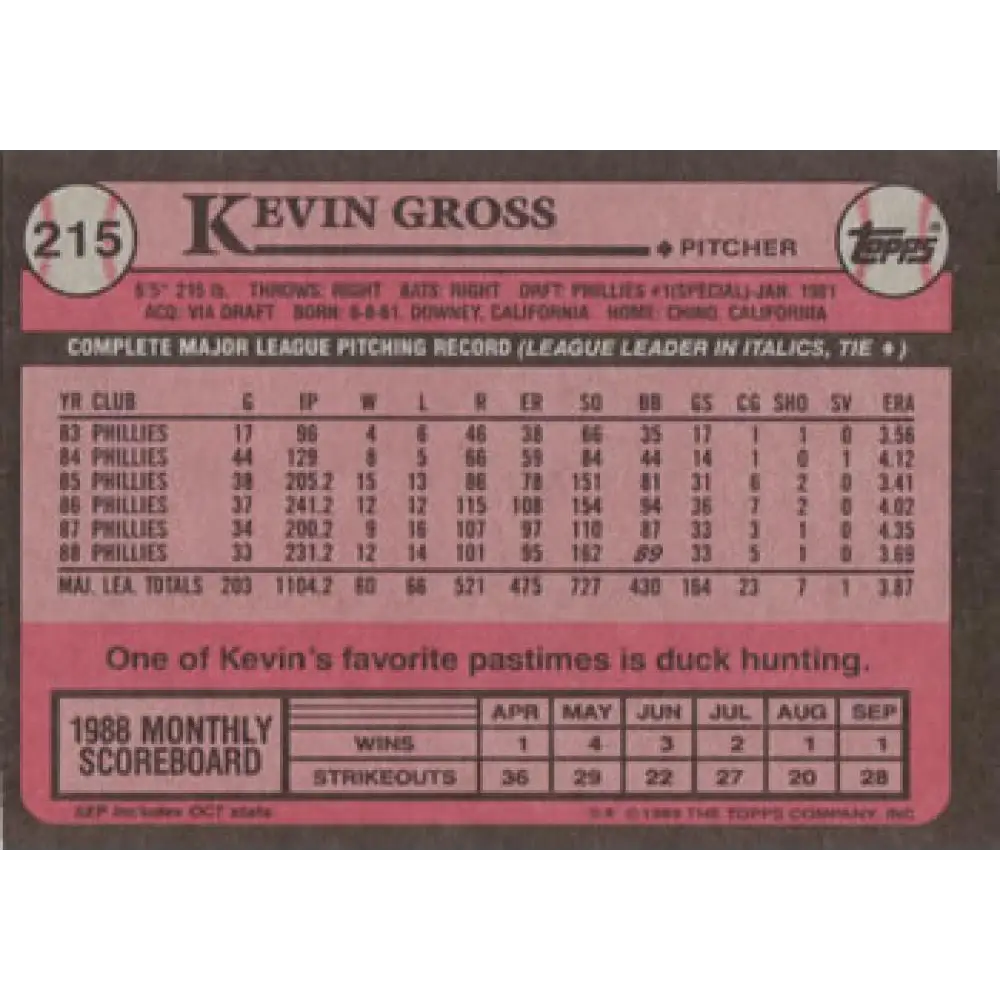 215
KEVIN GROSS
PITCHER
topps®
6'5" 215 lb. THROWS: RIGHT BATS: RIGHT DRFT: PHILLIES #1(SPECIAL)-JAN. 1981
ACQ: VIA DRAFT BORN: 6-8-61, DOWNEY, CALIFORNIA HOME: CHINO, CALIFORNIA
COMPLETE MAJOR LEAGUE PITCHING RECORD (LEAGUE LEADER IN ITALICS, TIE ♦)
YR CLUB G IP W L R ER SO BB GS CG SHO SV ERA
83 PHILLIES 17 96 4 6 46 38 66 35 17 1 1 0 3.56
84 PHILLIES 44 129 8 5 66 59 84 44 14 1 0 1 4.12
85 PHILLIES 38 205.2 15 13 86 78 151 81 31 6 2 0 3.41
86 PHILLIES 37 241.2 12 12 115 108 154 94 36 7 2 0 4.02
87 PHILLIES 34 200.2 9 16 107 97 110 87 33 3 1 0 4.35
88 PHILLIES 33 231.2 12 14 101 95 162 89 33 5 1 0 3.69
MAJ. LEA. TOTALS 203 1104.2 60 66 521 475 727 430 164 23 7 1 3.87
One of Kevin's favorite pastimes is duck hunting.
1988 MONTHLY SCOREBOARD
APR MAY JUN JUL AUG SEP
WINS 1 4 3 2 1 1
STRIKEOUTS 36 29 22 27 20 28
SEP includes OCT stats
© 1989 THE TOPPS COMPANY, INC.